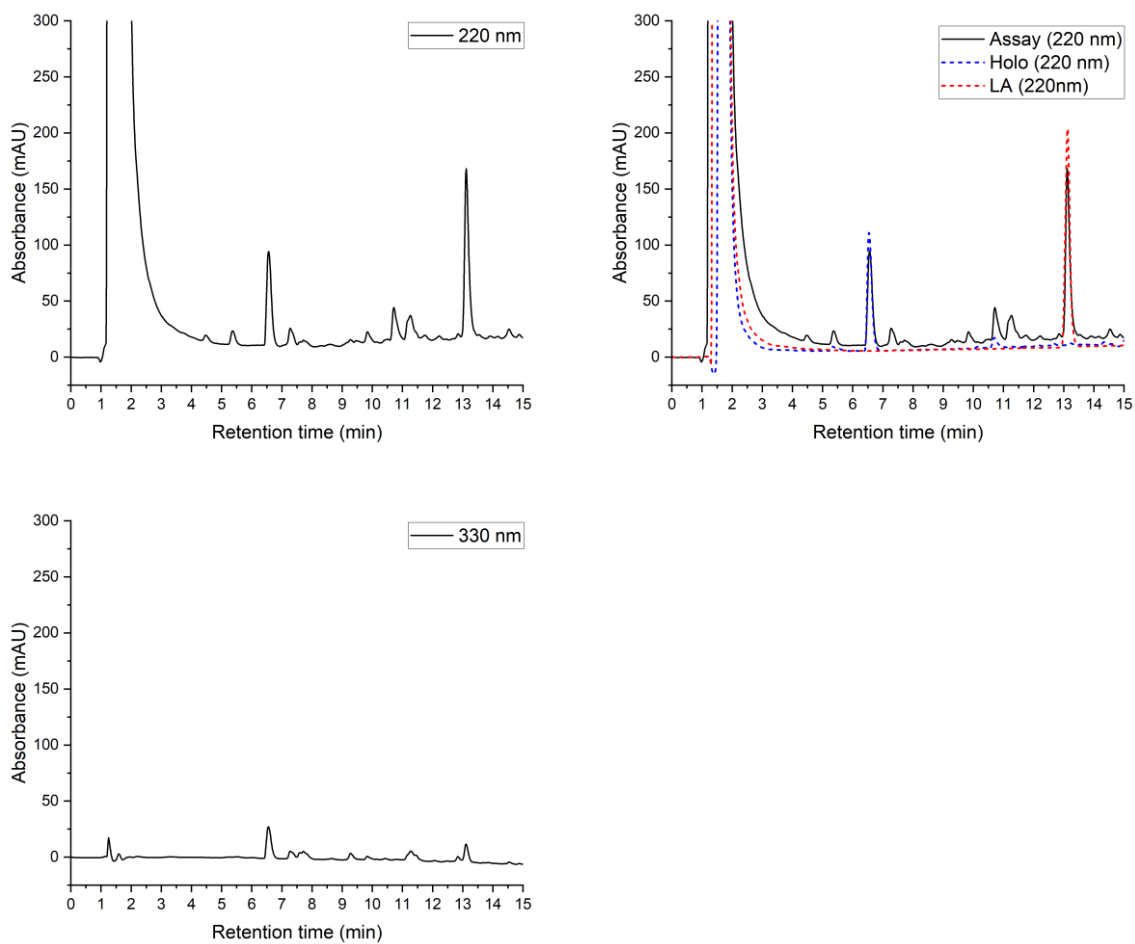 300
250
200
150
100
50
0
Absorbance (mAU)
220 nm
0 1 2 3 4 5 6 7 8 9 10 11 12 13 14 15
Retention time (min)
300
250
200
150
100
50
0
Absorbance (mAU)
Assay (220 nm)
Holo (220 nm)
LA (220nm)
0 1 2 3 4 5 6 7 8 9 10 11 12 13 14 15
Retention time (min)
300
250
200
150
100
50
0
Absorbance (mAU)
330 nm
0 1 2 3 4 5 6 7 8 9 10 11 12 13 14 15
Retention time (min)